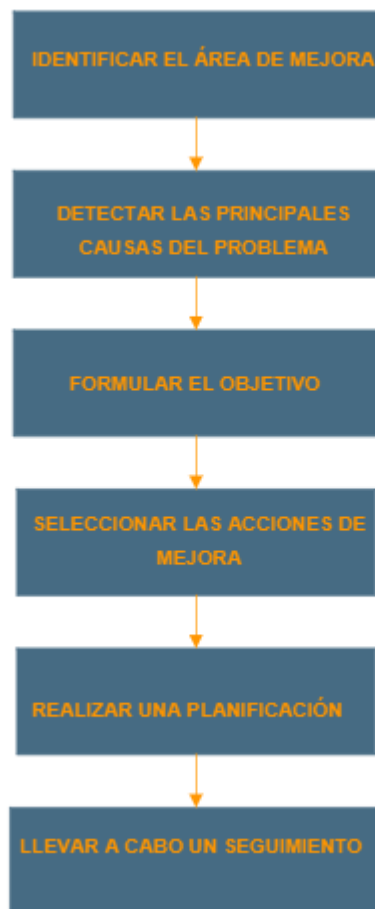 IDENTIFICAR EL ÁREA DE MEJORA
DETECTAR LAS PRINCIPALES
CAUSAS DEL PROBLEMA
FORMULAR EL OBJETIVO
SELECCIONAR LAS ACCIONES DE
MEJORA
REALIZAR UNA PLANIFICACIÓN
LLEVAR A CABO UN SEGUIMIENTO